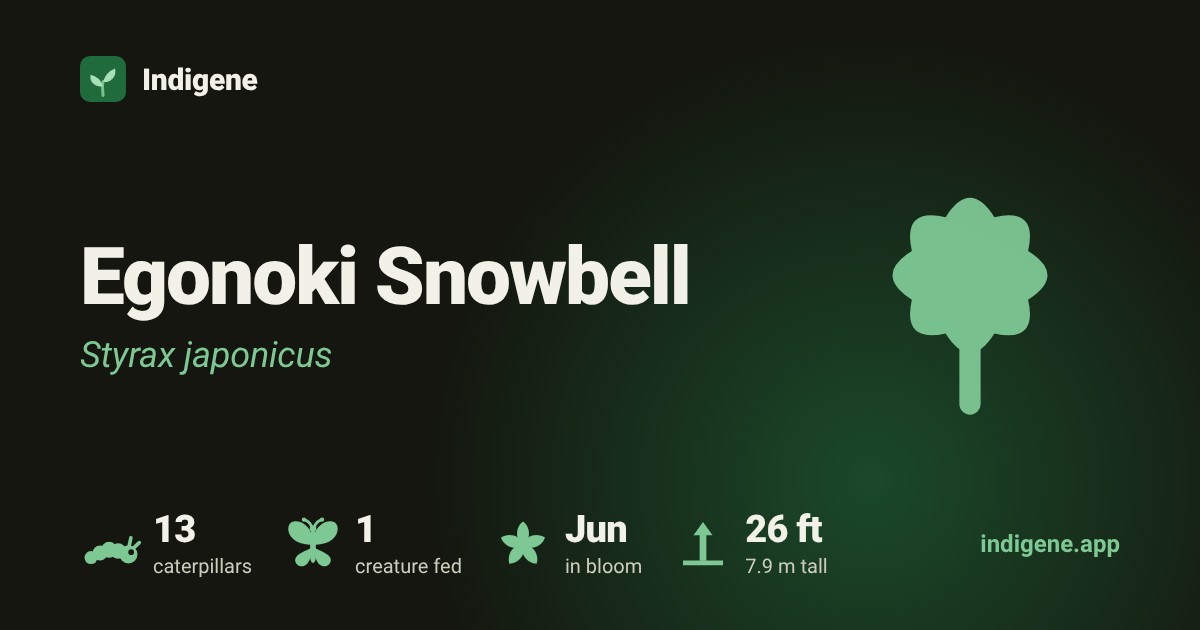 Indigene
Egonoki Snowbell
Styrax japonicus
13
caterpillars
1
creature fed
Jun
in bloom
26 ft
7.9 m tall
indigene.app